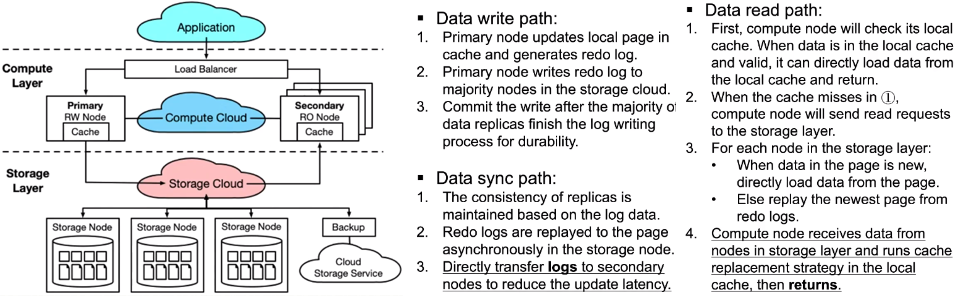 Application
Compute
Layer
Load Balancer
Primary
RW Node
Cache
Compute Cloud
Secondary
RO Node
Cache
Storage
Layer
Storage Cloud
Storage Node
Storage Node
Storage Node
Backup
Cloud
Storage Service
▪ Data write path:
1. Primary node updates local page in
cache and generates redo log.
2. Primary node writes redo log to
majority nodes in the storage cloud.
3. Commit the write after the majority of
data replicas finish the log writing
process for durability.
▪ Data sync path:
1. The consistency of replicas is
maintained based on the log data.
2. Redo logs are replayed to the page
asynchronously in the storage node.
3. Directly transfer logs to secondary
nodes to reduce the update latency.
▪ Data read path:
1. First, compute node will check its local
cache. When data is in the local cache
and valid, it can directly load data from
the local cache and return.
2. When the cache misses in ①,
compute node will send read requests
to the storage layer.
3. For each node in the storage layer:
• When data in the page is new,
directly load data from the page.
• Else replay the newest page from
redo logs.
4. Compute node receives data from
nodes in storage layer and runs cache
replacement strategy in the local
cache, then returns.